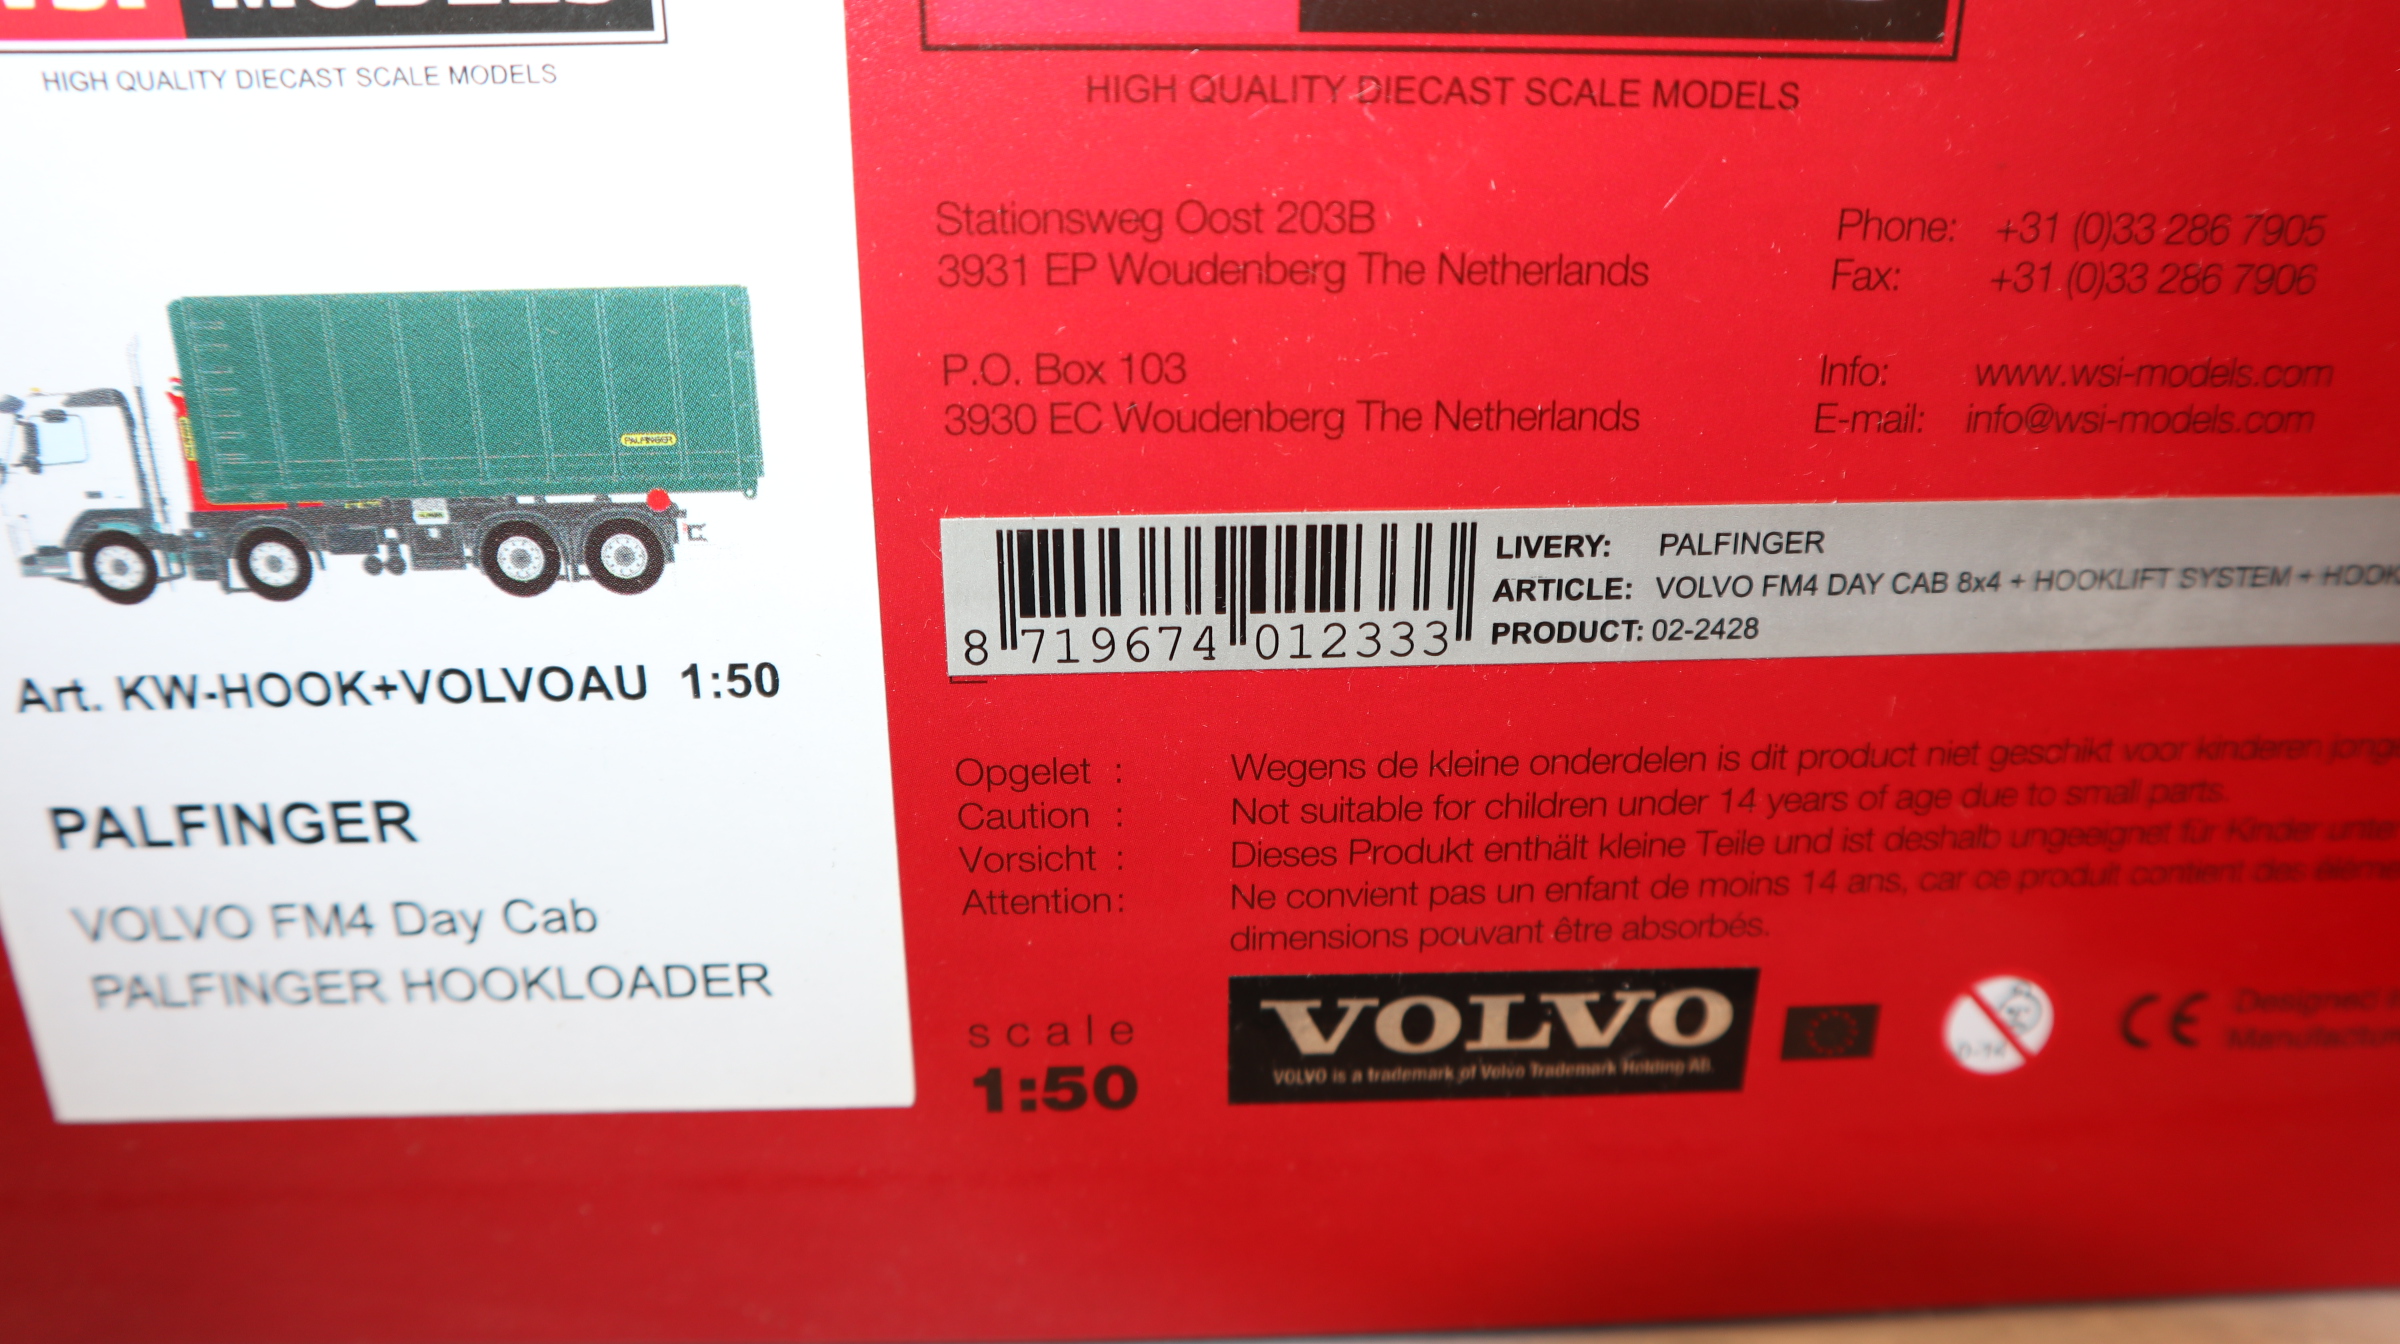 WSI MODELS
HIGH QUALITY DIECAST SCALE MODELS
PALFINGER
Art. KW-HOOK+VOLVOAU 1:50
PALFINGER
VOLVO FM4 Day Cab
PALFINGER HOOKLOADER
HIGH QUALITY DIECAST SCALE MODELS
Stationsweg Oost 203B
3931 EP Woudenberg The Netherlands
P.O. Box 103
3930 EC Woudenberg The Netherlands
Phone: +31 (0)33 286 7905
Fax: +31 (0)33 286 7906
Info: www.wsi-models.com
E-mail: info@wsi-models.com
8 719674 012333
LIVERY: PALFINGER
ARTICLE: VOLVO FM4 DAY CAB 8x4 + HOOKLIFT SYSTEM +
PRODUCT: 02-2428
Opgelet : Wegens de kleine onderdelen is dit product niet geschikt voor kinderen
Caution : Not suitable for children under 14 years of age due to small parts.
Vorsicht : Dieses Produkt enthält kleine Teile und ist deshalb ungeeignet für Kinder
Attention: Ne convient pas un enfant de moins 14 ans, car ce produit contient des
dimensions pouvant être absorbés.
scale
1:50
VOLVO
VOLVO is a trademark of Volvo Trademark Holding AB.
CE
Designed